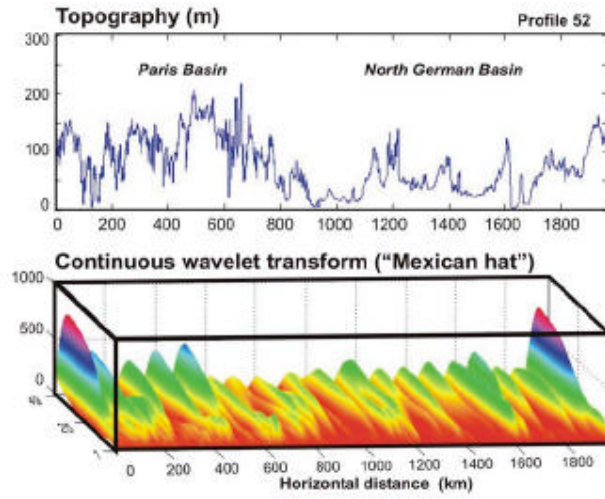 Topography (m) Profile 52
300
Paris Basin North German Basin
200
100
0
0 200 400 600 800 1000 1200 1400 1600 1800
Continuous wavelet transform ("Mexican hat")
1000
500
0
1
0 200 400 600 800 1000 1200 1400 1600 1800
Horizontal distance (km)